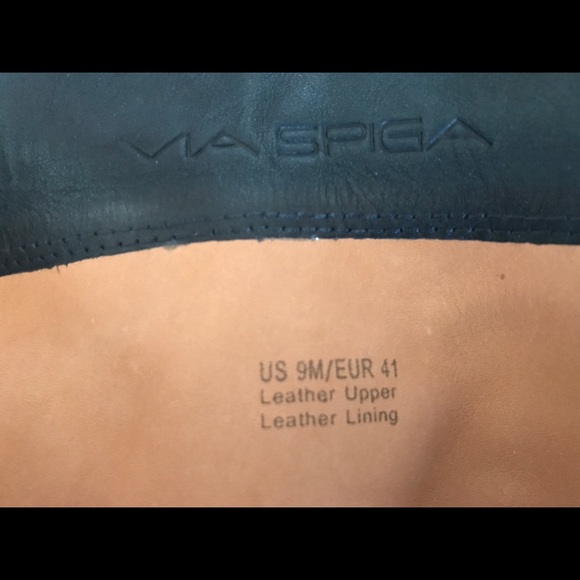 VIA SPIGA
US 9M/EUR 41
Leather Upper
Leather Lining